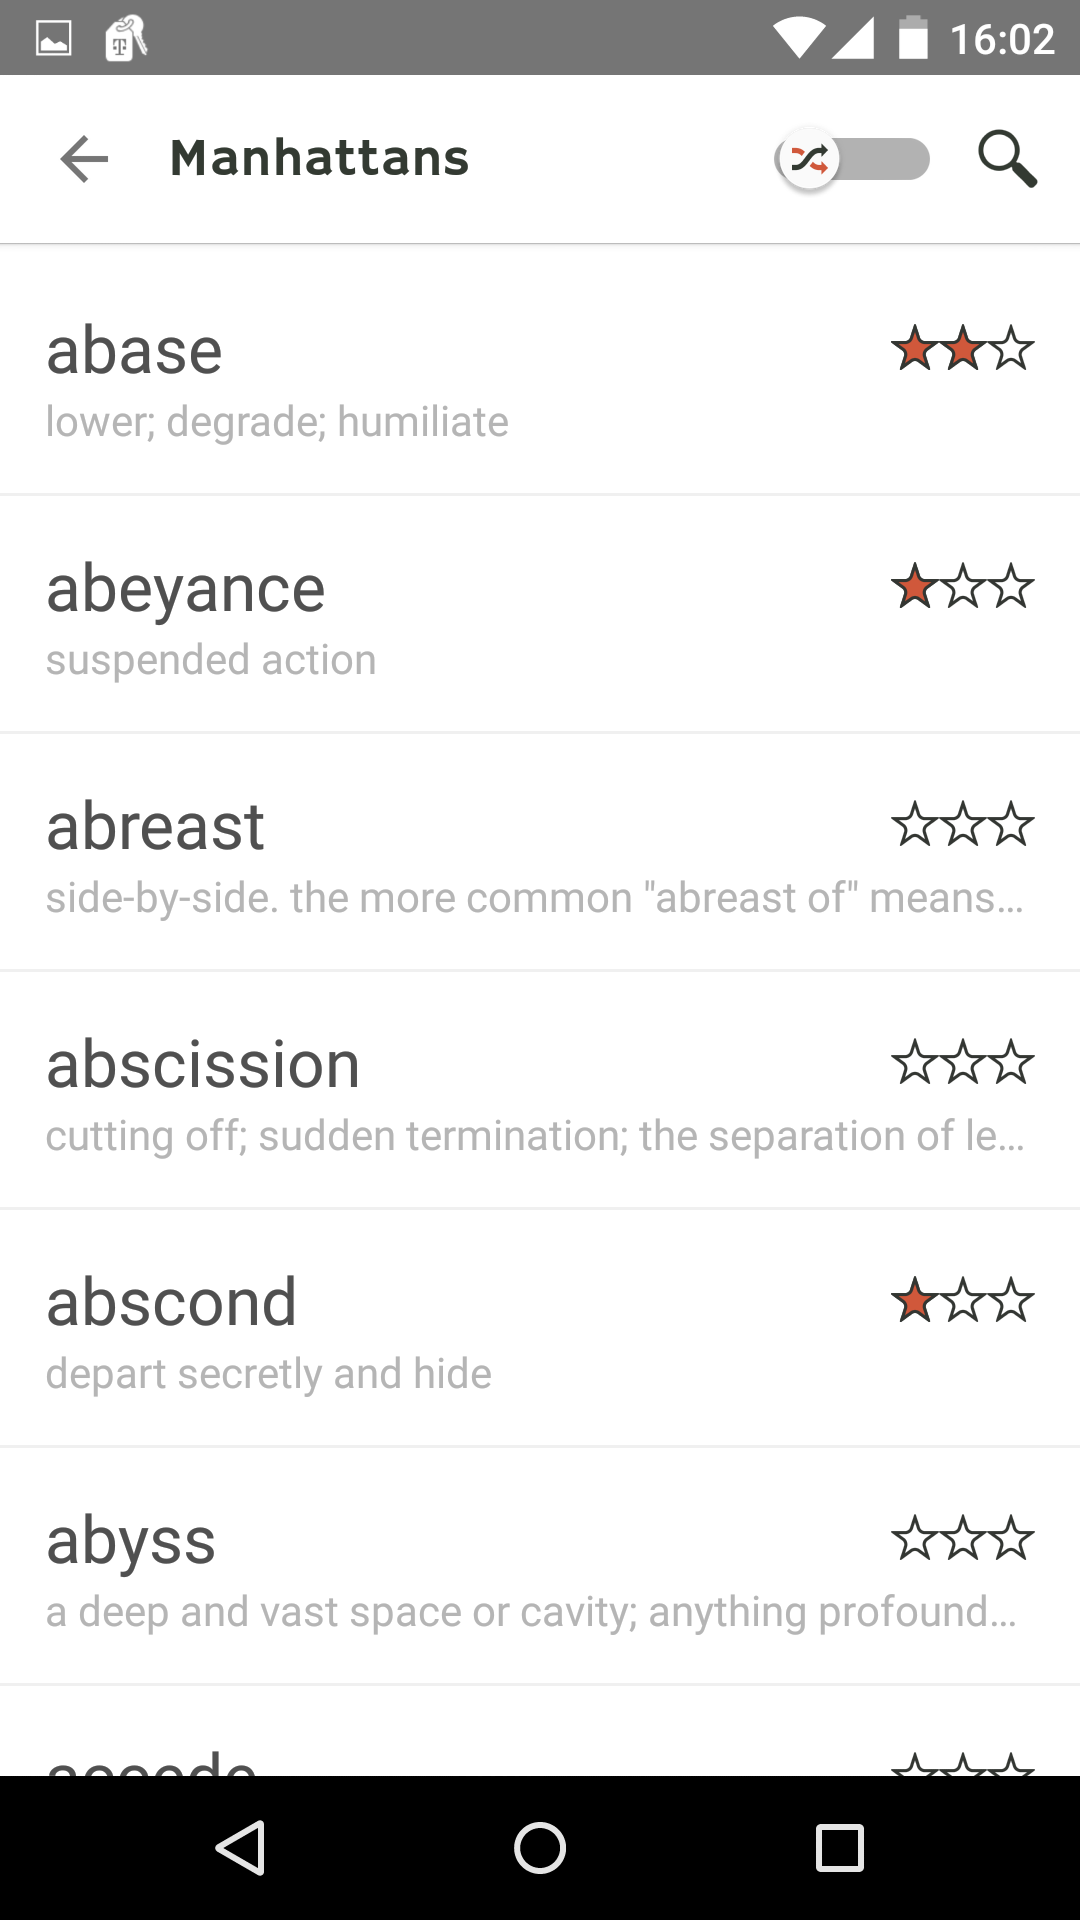 16:02
Manhattans
abase
lower; degrade; humiliate
abeyance
suspended action
abreast
side-by-side. the more common "abreast of" means...
abscission
cutting off; sudden termination; the separation of le...
abscond
depart secretly and hide
abyss
a deep and vast space or cavity; anything profound...
accede